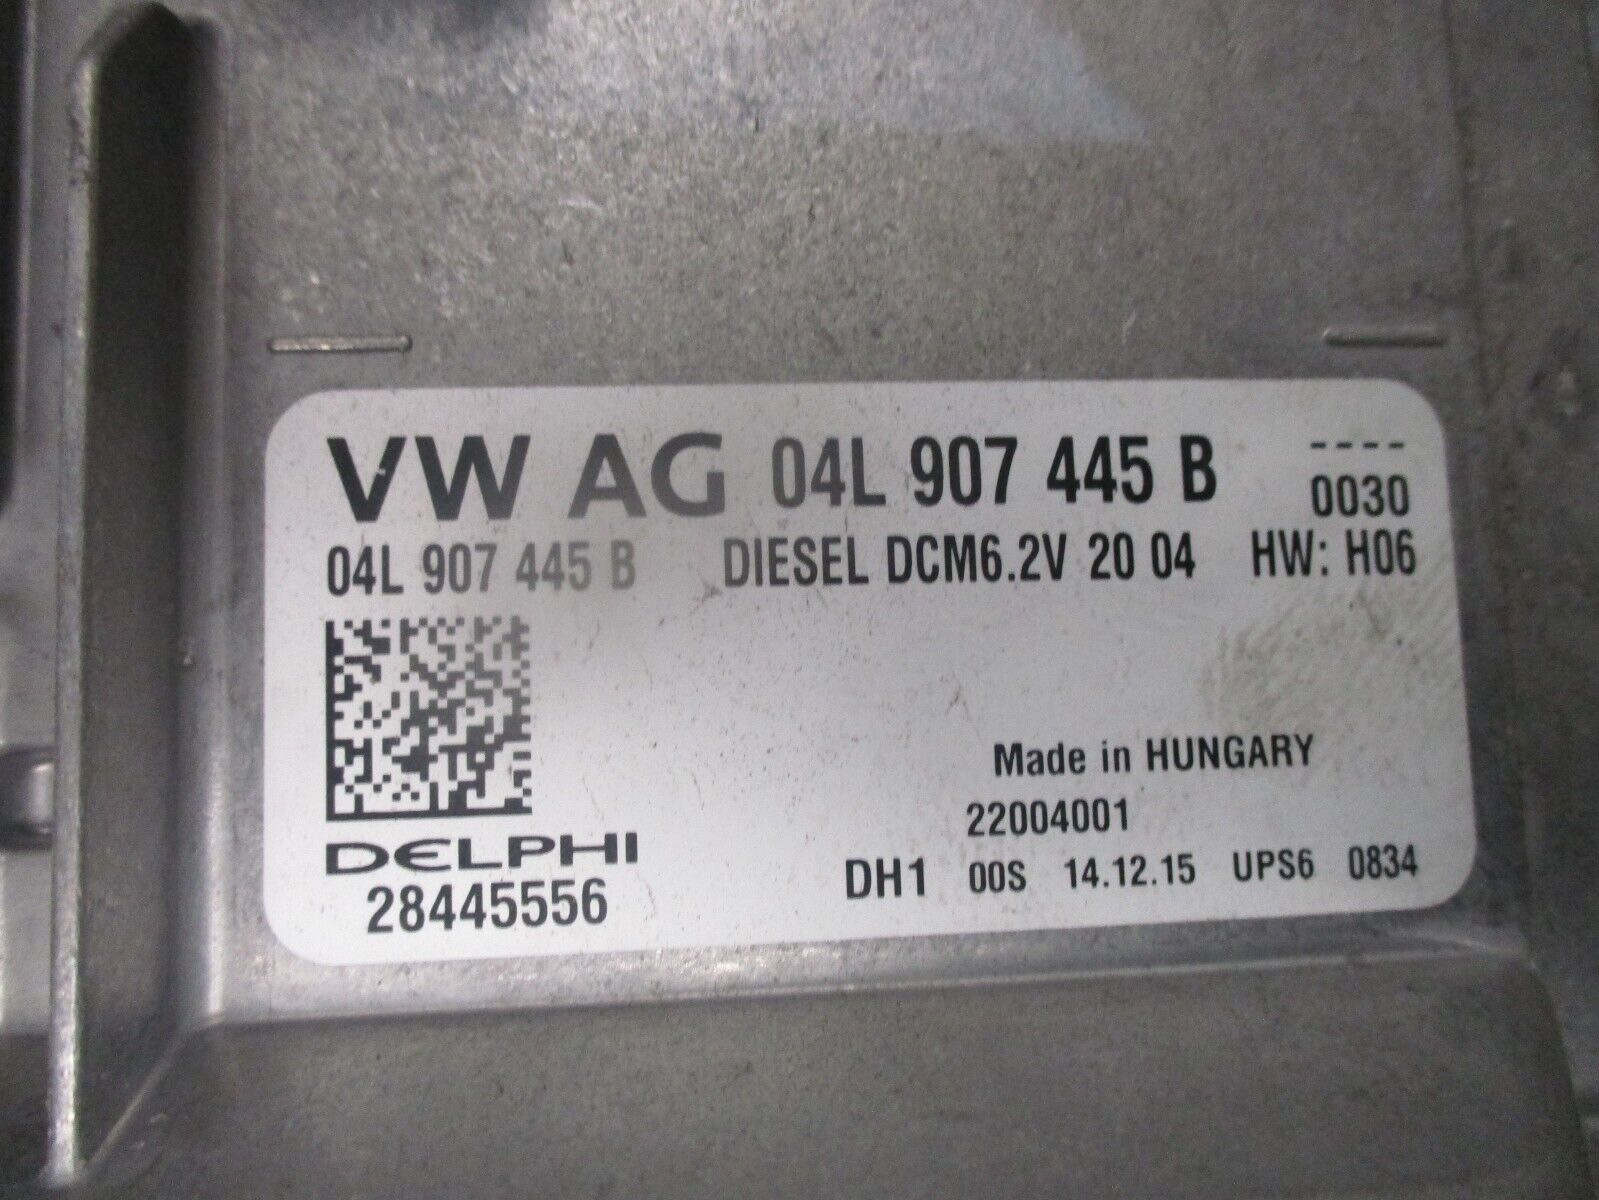 VW AG 04L 907 445 B ----
0030
04L 907 445 B DIESEL DCM6.2V 20 04 HW: H06
Made in HUNGARY
22004001
DELPHI
28445556
DH1 00S 14.12.15 UPS6 0834